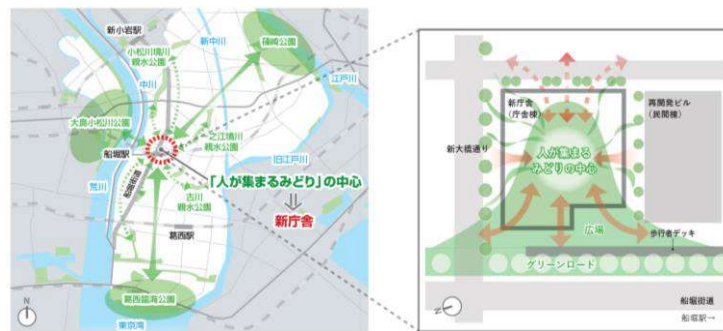 新小岩駅
小松川境川
親水公園
新中川
篠崎公園
中川
江戸川
大島小松川公園
一之江境川
親水公園
船堀駅
旧江戸川
「人が集まるみどり」の中心
新庁舎
荒川
船堀街道
古川
親水公園
葛西駅
葛西臨海公園
東京湾
N
新庁舎
(庁舎棟)
再開発ビル
(民間棟)
新大橋通り
人が集まる
みどりの中心
広場
歩行者デッキ
グリーンロード
船堀街道
船堀駅→
N